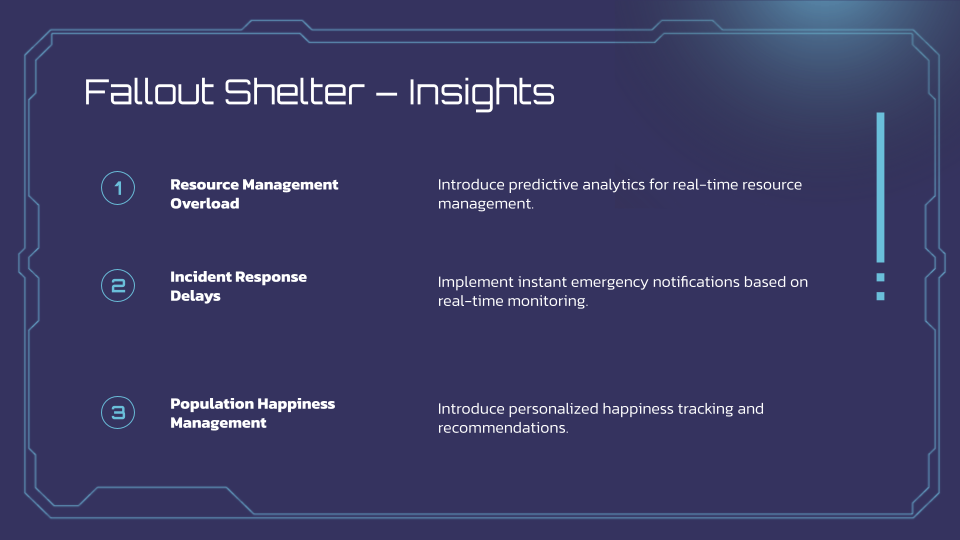 Fallout Shelter – Insights
1
Resource Management
Overload
Introduce predictive analytics for real-time resource
management.
2
Incident Response
Delays
Implement instant emergency notifications based on
real-time monitoring.
3
Population Happiness
Management
Introduce personalized happiness tracking and
recommendations.